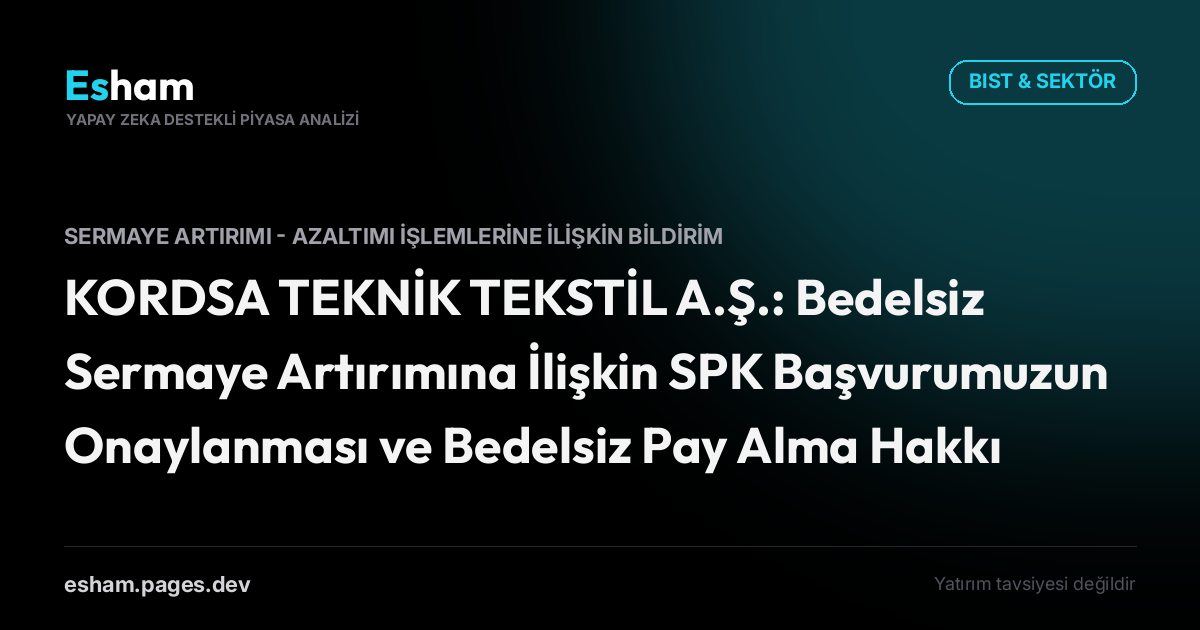 Esham
BIST & SEKTÖR
YAPAY ZEKA DESTEKLİ PİYASA ANALİZİ
SERMAYE ARTIRIMI - AZALTIMI İŞLEMLERİNE İLİŞKİN BİLDİRİM
KORDSA TEKNİK TEKSTİL A.Ş.: Bedelsiz
Sermaye Artırımına İlişkin SPK Başvurumuzun
Onaylanması ve Bedelsiz Pay Alma Hakkı
esham.pages.dev
Yatırım tavsiyesi değildir